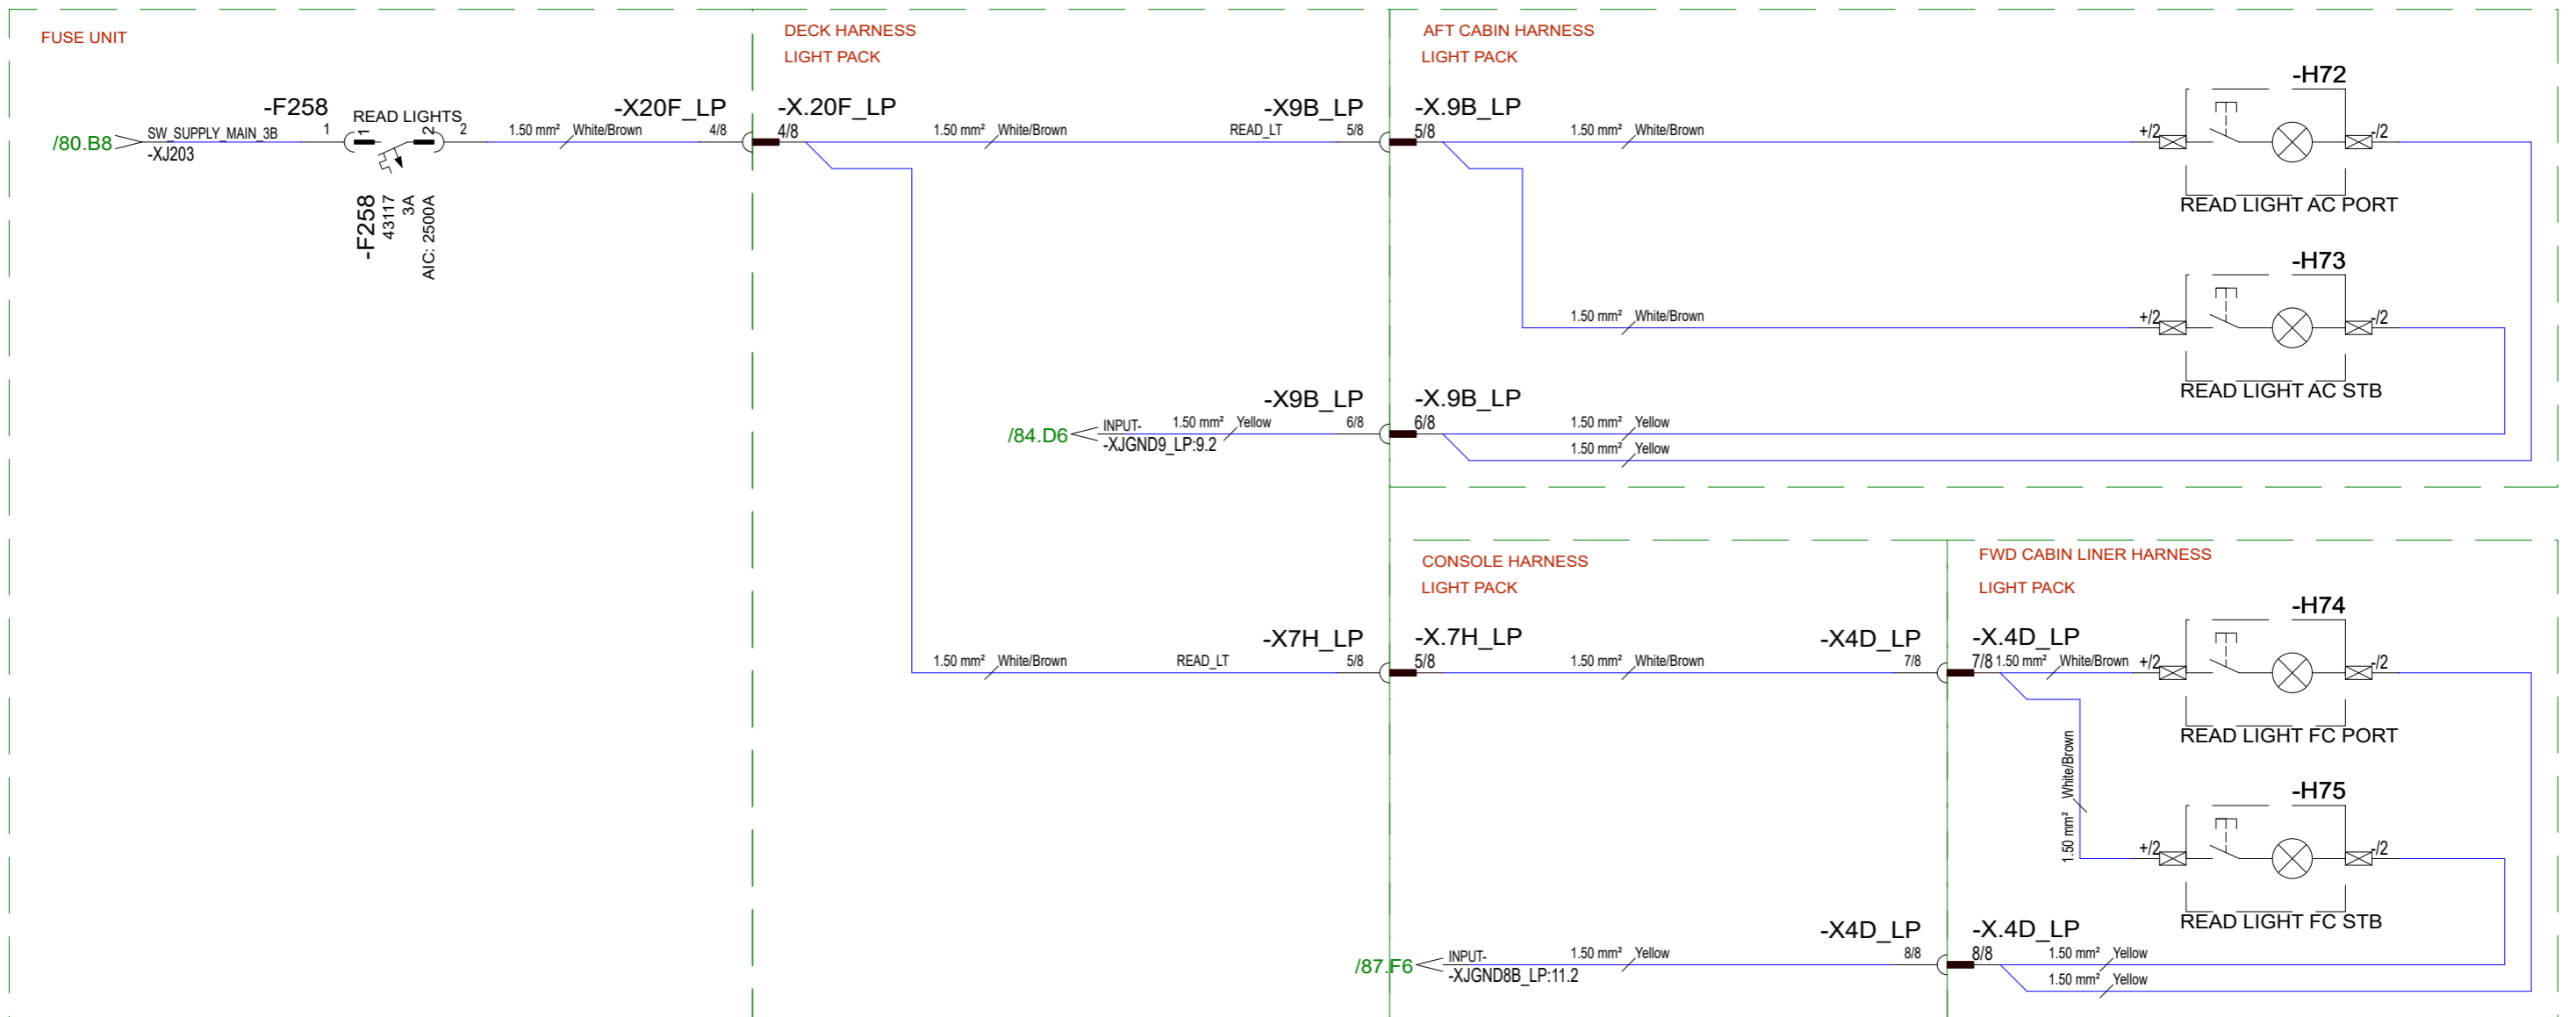 FUSE UNIT
DECK HARNESS
LIGHT PACK
AFT CABIN HARNESS
LIGHT PACK
-H72
-F258
READ LIGHTS
-X20F_LP
-X.20F_LP
-X9B_LP
-X.9B_LP
/80.B8
SW_SUPPLY_MAIN_3B
-XJ203
1
1
2
2
1.50 mm² White/Brown
4/8
4/8
1.50 mm² White/Brown
READ_LT
5/8
5/8
1.50 mm² White/Brown
+/2
-/2
READ LIGHT AC PORT
-F258
43117
3A
AIC: 2500A
-H73
1.50 mm² White/Brown
+/2
-/2
READ LIGHT AC STB
-X9B_LP
-X.9B_LP
/84.D6
INPUT-
1.50 mm² Yellow
6/8
6/8
1.50 mm² Yellow
-XJGND9_LP:9.2
1.50 mm² Yellow
CONSOLE HARNESS
LIGHT PACK
FWD CABIN LINER HARNESS
LIGHT PACK
-H74
-X7H_LP
-X.7H_LP
-X4D_LP
-X.4D_LP
1.50 mm² White/Brown
READ_LT
5/8
5/8
1.50 mm² White/Brown
7/8
7/8
1.50 mm² White/Brown
+/2
-/2
READ LIGHT FC PORT
1.50 mm² White/Brown
-H75
+/2
-/2
READ LIGHT FC STB
-X4D_LP
-X.4D_LP
/87.F6
INPUT-
1.50 mm² Yellow
8/8
8/8
1.50 mm² Yellow
-XJGND8B_LP:11.2
1.50 mm² Yellow